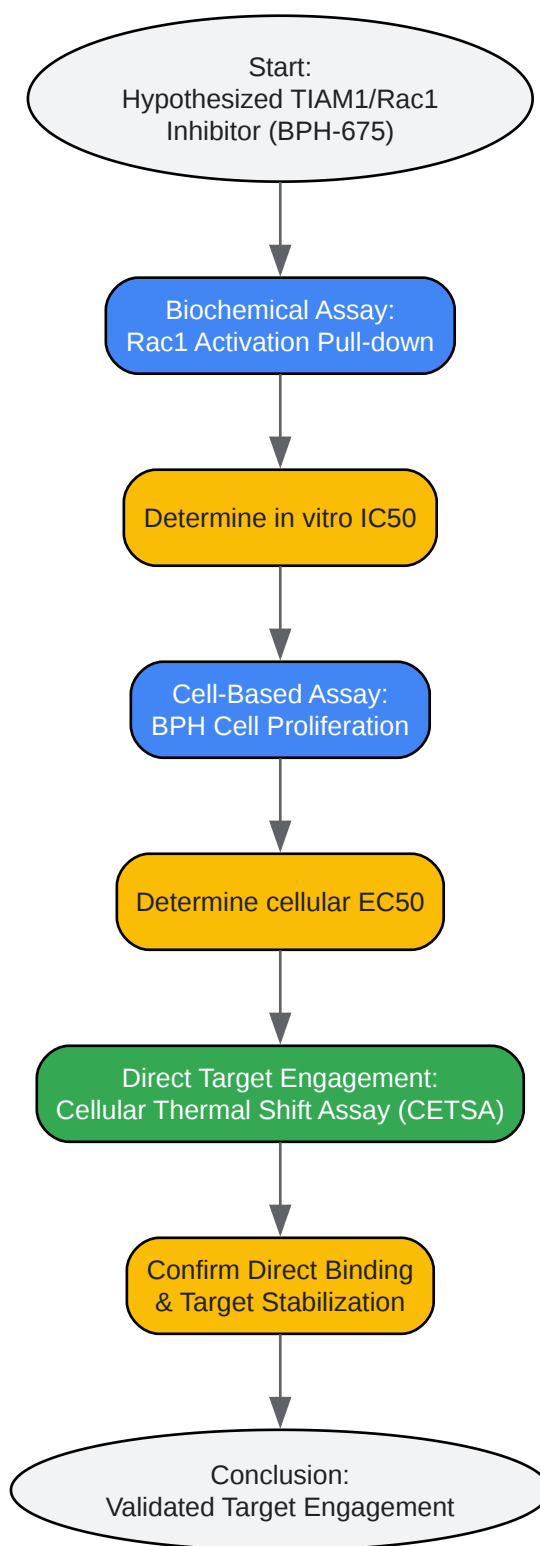 Start:
Hypothesized TIAM1/Rac1
Inhibitor (BPH-675)
Biochemical Assay:
Rac1 Activation Pull-down
Determine in vitro IC50
Cell-Based Assay:
BPH Cell Proliferation
Determine cellular EC50
Direct Target Engagement:
Cellular Thermal Shift Assay (CETSA)
Confirm Direct Binding
& Target Stabilization
Conclusion:
Validated Target Engagement